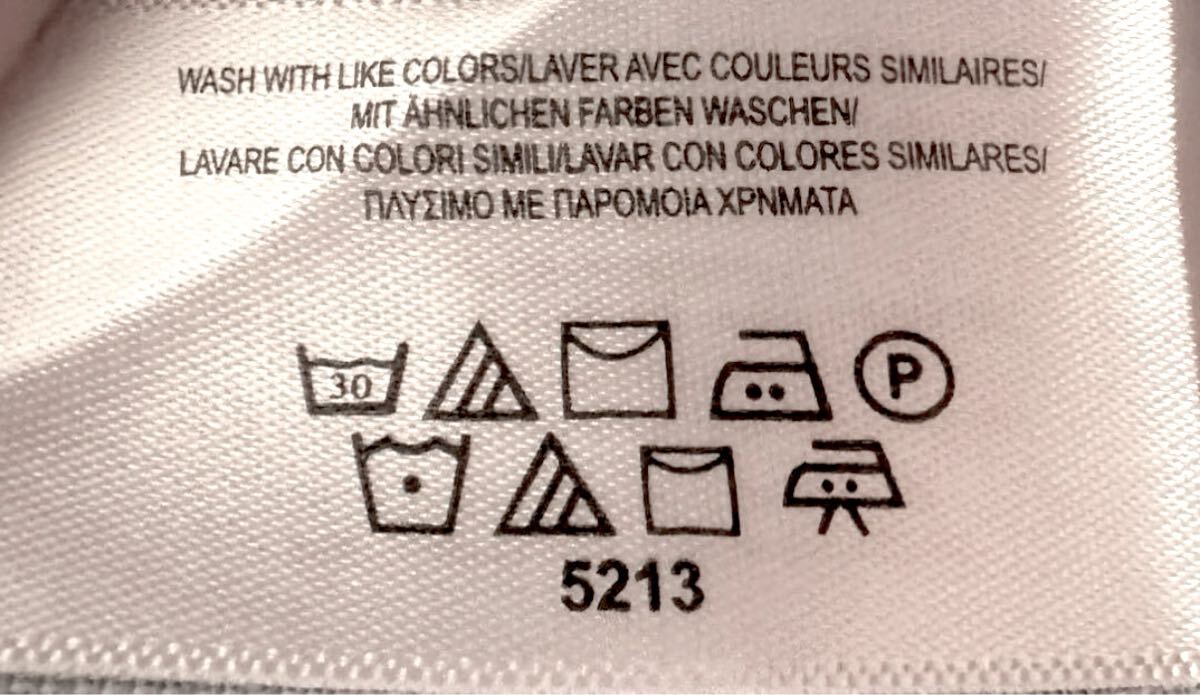 WASH WITH LIKE COLORS/LAVER AVEC COULEURS SIMILAIRES/
MIT ÄHNLICHEN FARBEN WASCHEN/
LAVARE CON COLORI SIMILI/LAVAR CON COLORES SIMILARES/
ΠΛΥΣΙΜΟ ΜΕ ΠΑΡΟΜΟΙΑ ΧΡΝΜΑΤΑ
30 P
5213